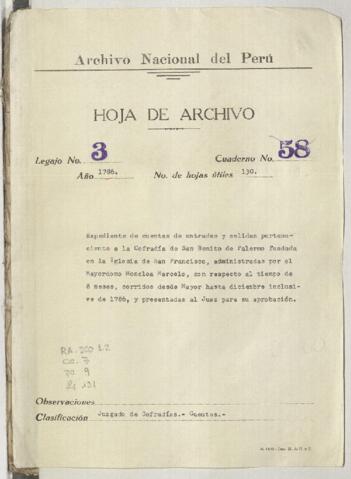 Archivo Nacional del Perú
HOJA DE ARCHIVO
Legajo No. 3 Cuaderno No. 58
Año 1786. No. de hojas útiles 130.
Expediente de cuentas de entradas y salidas pertene-
ciente a la Cofradía de San Benito de Palermo fundada
en la Iglesia de San Francisco, administradas por el
Mayordomo Monzloa Marcelo, con respecto al tiempo de
8 meses, corridos desde Mayor hasta diciembre inclusi-
ve de 1786, y presentadas al Juez para su aprobación.
Observaciones
Clasificación Juzgado de Cofradías.- Cuentas.-